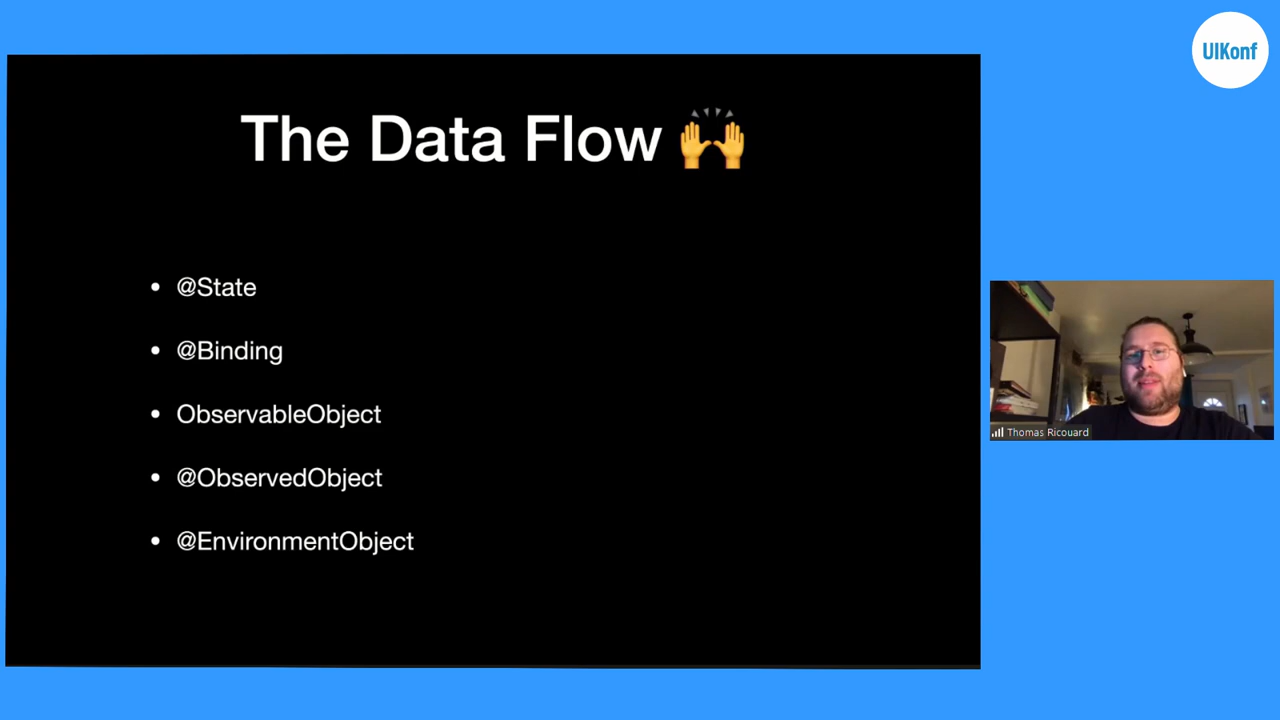 UIKonf
The Data Flow 🙌
• @State
• @Binding
• ObservableObject
• @ObservedObject
• @EnvironmentObject
Thomas Ricouard